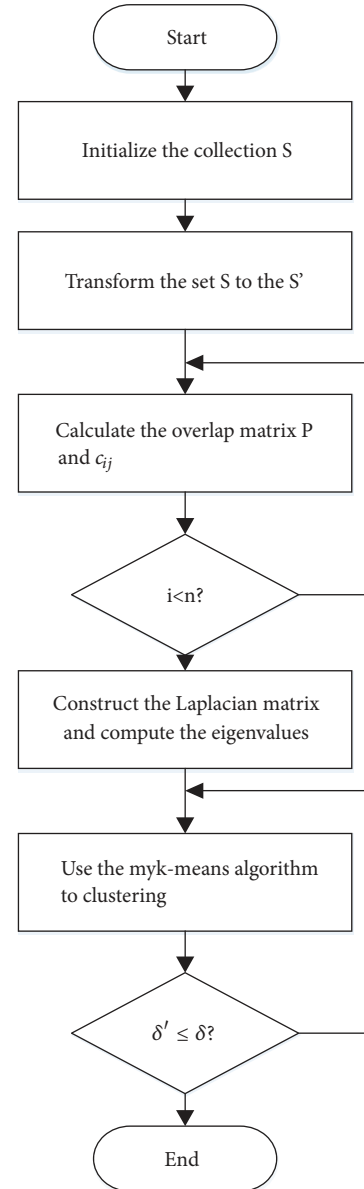 Start
Initialize the collection S
Transform the set S to the S’
Calculate the overlap matrix P
and cij
i<n?
Construct the Laplacian matrix
and compute the eigenvalues
Use the myk-means algorithm
to clustering
δ′ ≤ δ?
End